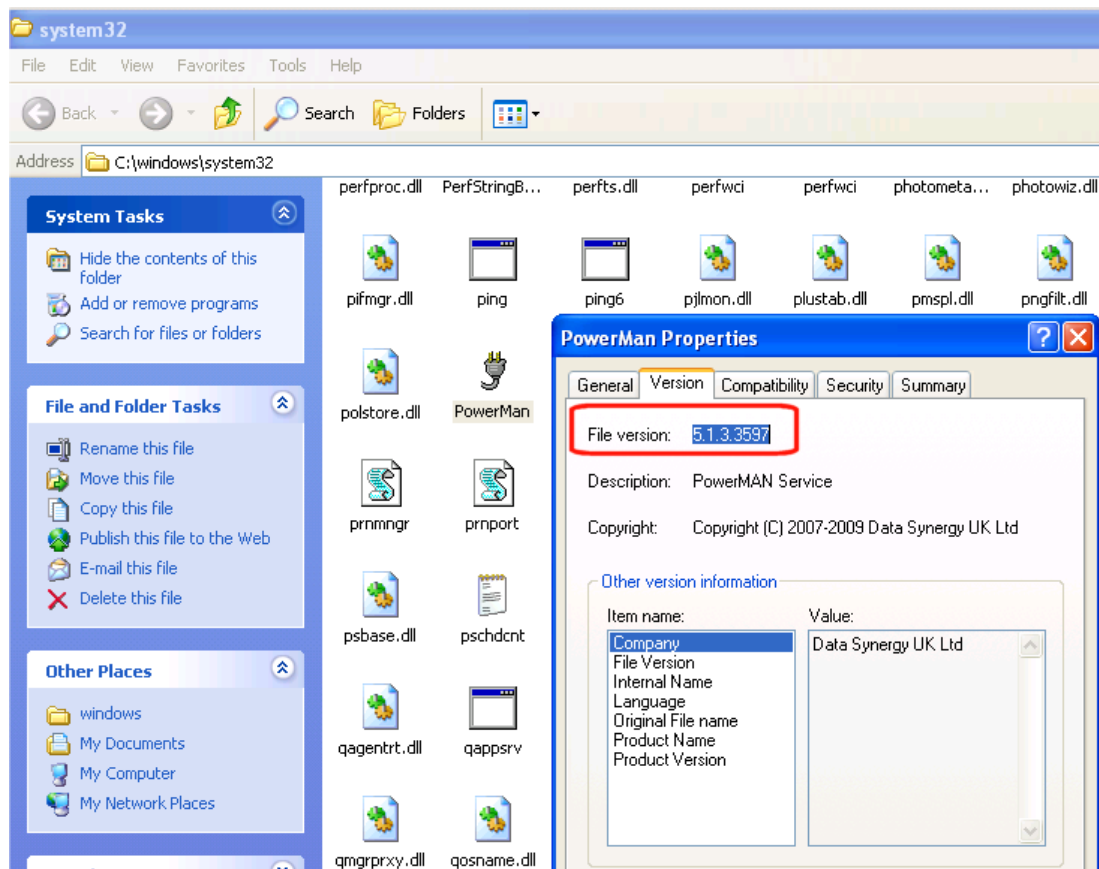 system32
File Edit View Favorites Tools Help
Back Search Folders
Address C:\windows\system32
System Tasks
Hide the contents of this
folder
Add or remove programs
Search for files or folders
File and Folder Tasks
Rename this file
Move this file
Copy this file
Publish this file to the Web
E-mail this file
Delete this file
Other Places
windows
My Documents
My Computer
My Network Places
perfproc.dll PerfStringB... perfts.dll perfwci perfwci photometa... photowiz.dll
pifmgr.dll ping ping6 pjlmon.dll plustab.dll pmspl.dll pngfilt.dll
polstore.dll PowerMan
prnmngr prnport
psbase.dll pschdcnt
qagentrt.dll qappsrv
qmgrprxy.dll qosname.dll
PowerMan Properties
General Version Compatibility Security Summary
File version: 5.1.3.3597
Description: PowerMAN Service
Copyright: Copyright (C) 2007-2009 Data Synergy UK Ltd
Other version information
Item name: Value:
Company Data Synergy UK Ltd
File Version
Internal Name
Language
Original File name
Product Name
Product Version